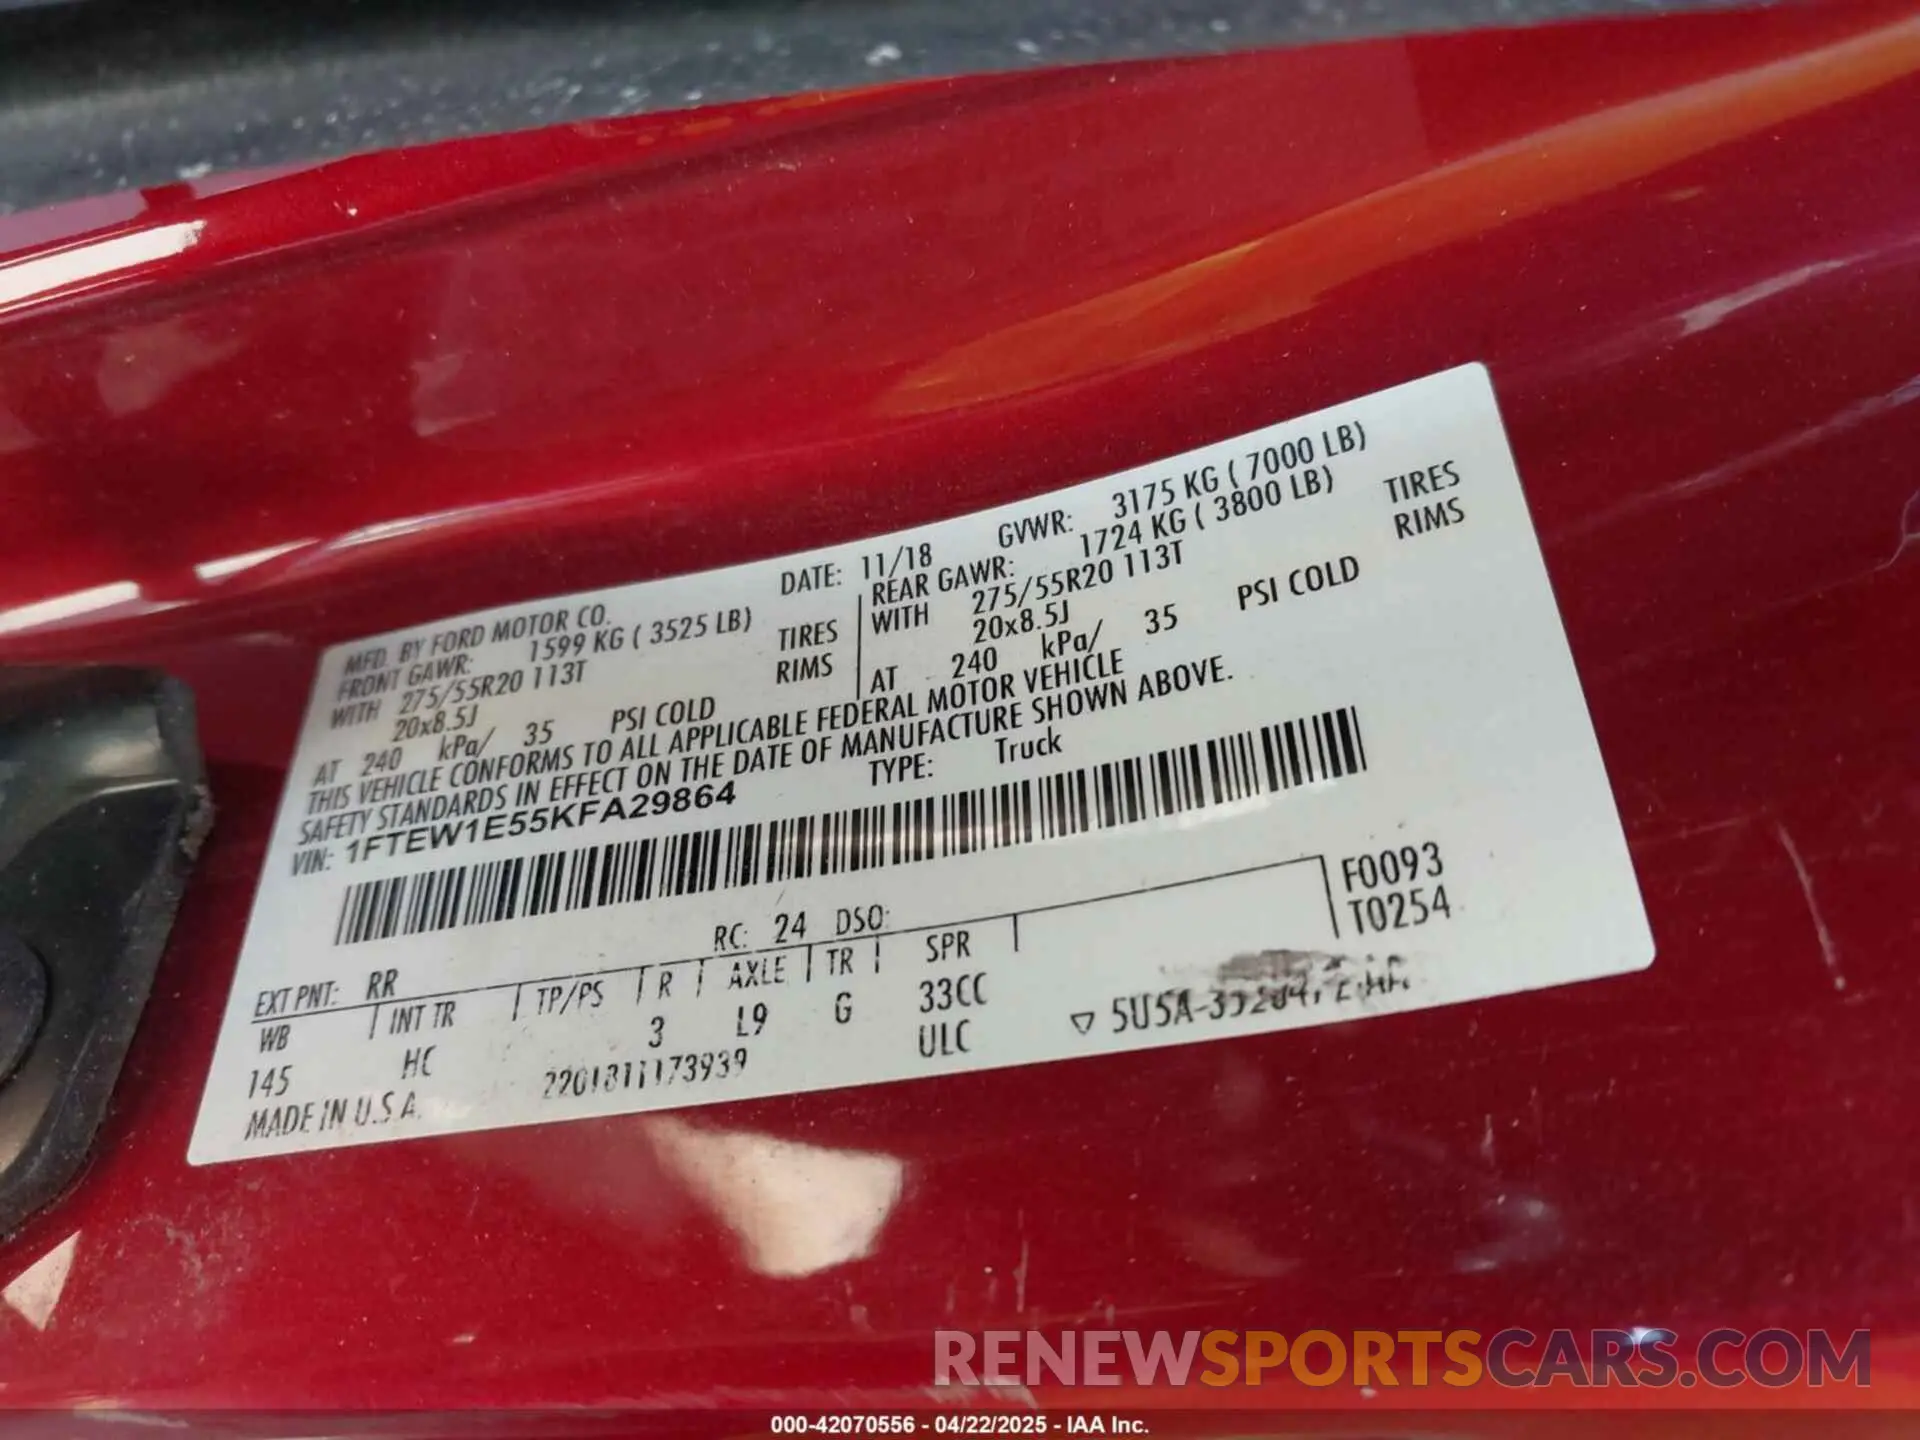 MFD. BY FORD MOTOR CO. DATE: 11/18 GVWR: 3175 KG ( 7000 LB)
FRONT GAWR: 1599 KG ( 3525 LB) REAR GAWR: 1724 KG ( 3800 LB)
WITH 275/55R20 113T TIRES WITH 275/55R20 113T TIRES
20x8.5J RIMS 20x8.5J RIMS
AT 240 kPa/ 35 PSI COLD AT 240 kPa/ 35 PSI COLD
THIS VEHICLE CONFORMS TO ALL APPLICABLE FEDERAL MOTOR VEHICLE
SAFETY STANDARDS IN EFFECT ON THE DATE OF MANUFACTURE SHOWN ABOVE.
VIN: 1FTEW1E55KFA29864 TYPE: Truck
F0093
T0254
EXT PNT: RR RC: 24 DSO:
WB INT TR TP/PS R AXLE TR SPR
145 HC 3 L9 G 33CC
MADE IN U.S.A. 2201811173939 ULC
RENEWSPORTSCARS.COM
000-42070556 - 04/22/2025 - IAA Inc.